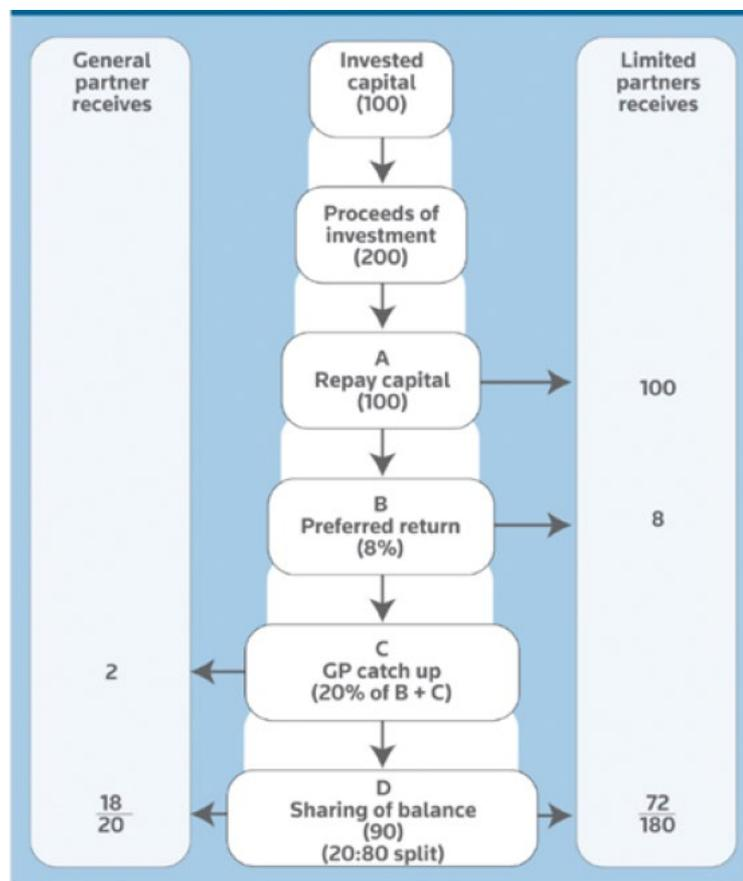 General
partner
receives
Invested
capital
(100)
Limited
partners
receives
Proceeds of
investment
(200)
A
Repay capital
(100)
100
B
Preferred return
(8%)
8
C
GP catch up
(20% of B + C)
2
D
Sharing of balance
(90)
(20:80 split)
18
20
72
180